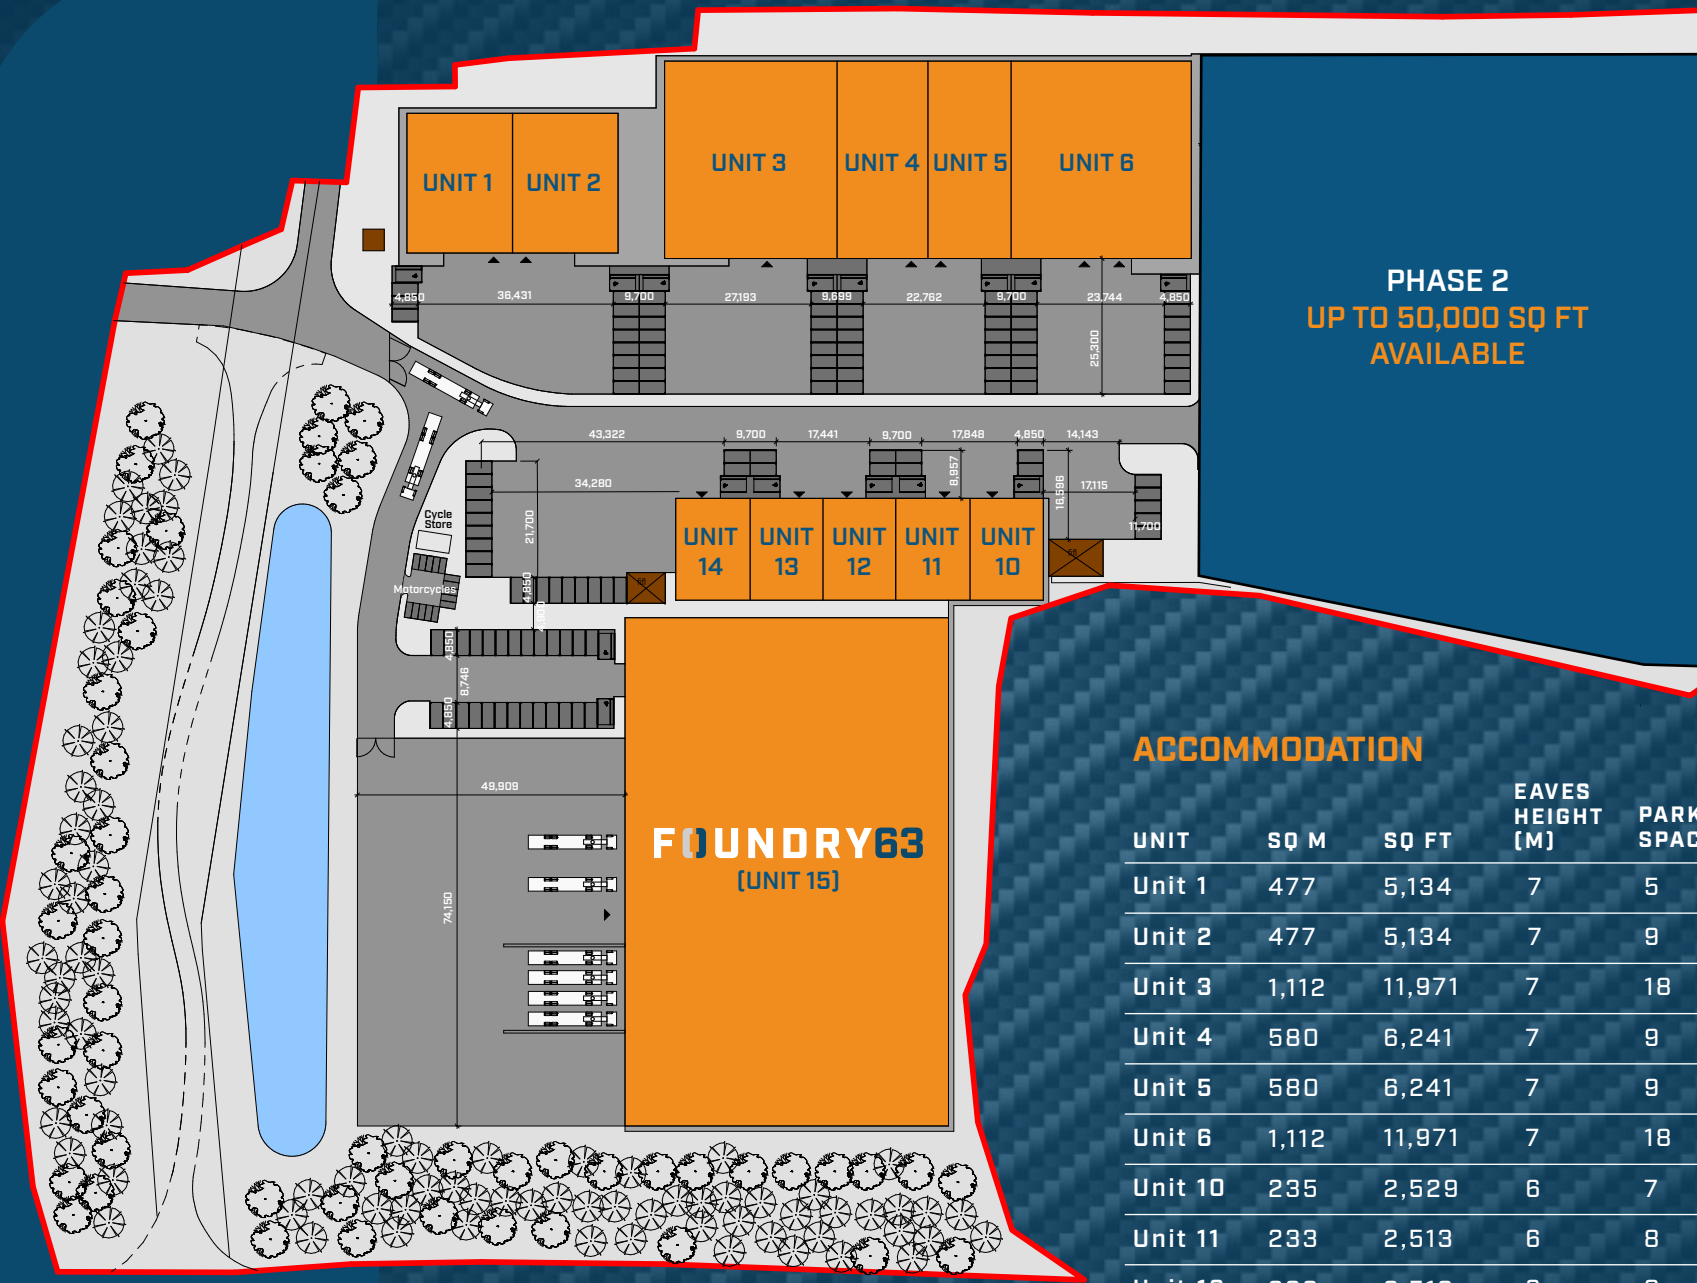 UNIT 1
UNIT 2
UNIT 3
UNIT 4
UNIT 5
UNIT 6
PHASE 2
UP TO 50,000 SQ FT
AVAILABLE
4,850
36,431
9,700
27,193
9,699
22,762
9,700
23,744
4,850
25,300
43,322
9,700
17,441
9,700
17,848
4,850
14,143
34,280
8,957
16,596
17,115
11,700
21,700
Cycle
Store
Motorcycles
4,850
UNIT
14
UNIT
13
UNIT
12
UNIT
11
UNIT
10
4,850
8,746
4,850
49,909
74,150
FOUNDRY63
(UNIT 15)
ACCOMMODATION
UNIT SQ M SQ FT EAVES HEIGHT (M) PARK SPAC
Unit 1 477 5,134 7 5
Unit 2 477 5,134 7 9
Unit 3 1,112 11,971 7 18
Unit 4 580 6,241 7 9
Unit 5 580 6,241 7 9
Unit 6 1,112 11,971 7 18
Unit 10 235 2,529 6 7
Unit 11 233 2,513 6 8